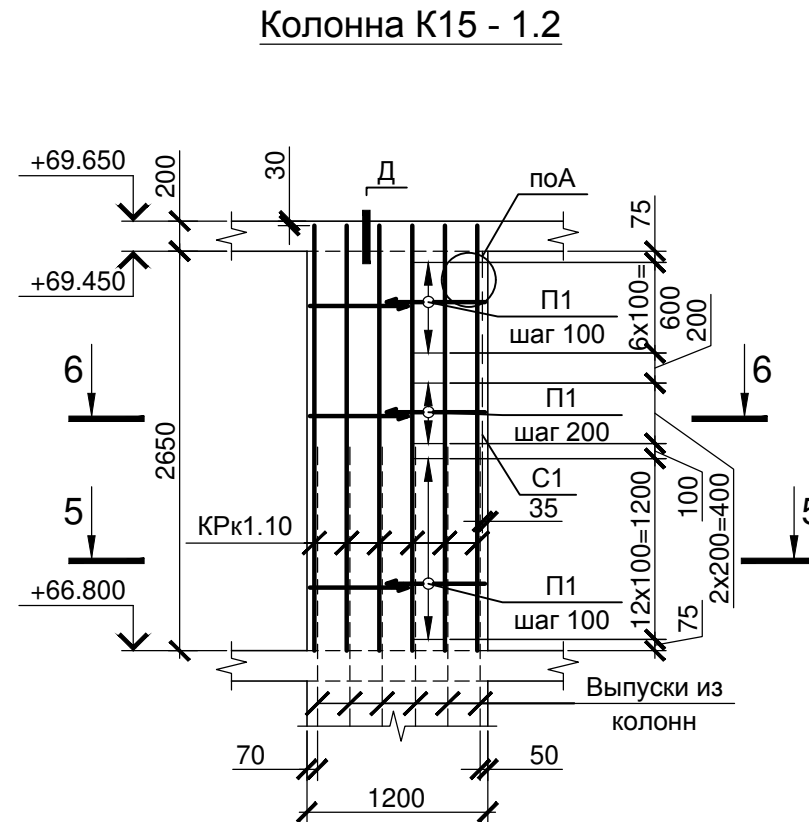 Колонна К15 - 1.2
+69.650
200
30
Д
поА
75
+69.450
П1
шаг 100
6х100=
600
200
6
6
2650
П1
шаг 200
С1
35
100
2х200=400
КРк1.10
5
5
12х100=1200
+66.800
П1
шаг 100
75
Выпуски из
колонн
70
50
1200